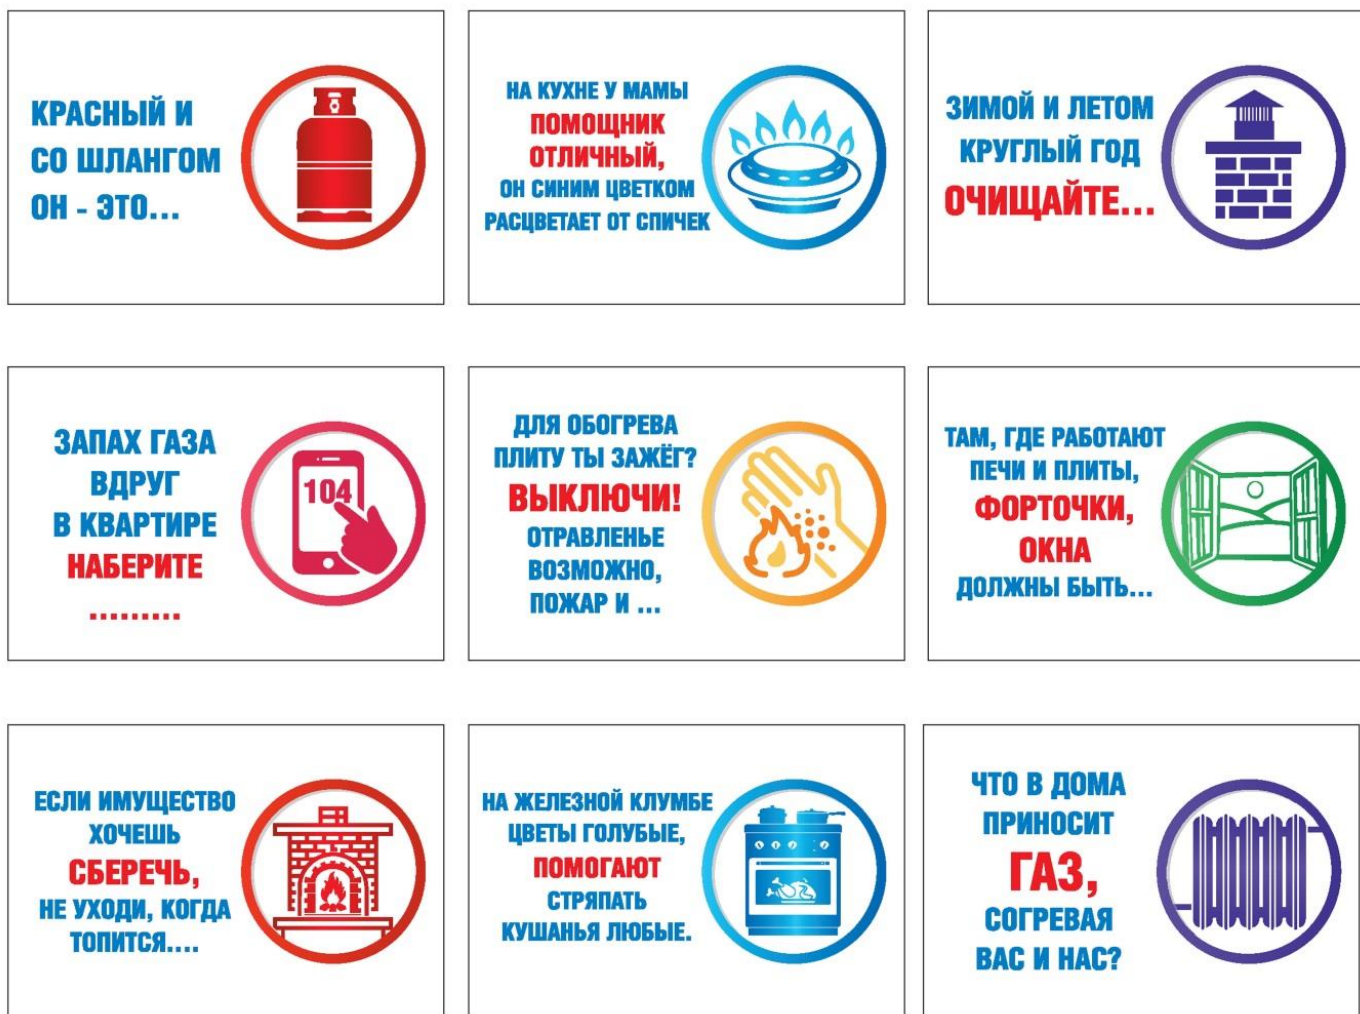 КРАСНЫЙ И
СО ШЛАНГОМ
ОН - ЭТО...
НА КУХНЕ У МАМЫ
ПОМОЩНИК
ОТЛИЧНЫЙ,
ОН СИНИМ ЦВЕТКОМ
РАСЦВЕТАЕТ ОТ СПИЧЕК
ЗИМОЙ И ЛЕТОМ
КРУГЛЫЙ ГОД
ОЧИЩАЙТЕ...
ЗАПАХ ГАЗА
ВДРУГ
В КВАРТИРЕ
НАБЕРИТЕ
.........
104
ДЛЯ ОБОГРЕВА
ПЛИТУ ТЫ ЗАЖЁГ?
ВЫКЛЮЧИ!
ОТРАВЛЕНЬЕ
ВОЗМОЖНО,
ПОЖАР И ...
ТАМ, ГДЕ РАБОТАЮТ
ПЕЧИ И ПЛИТЫ,
ФОРТОЧКИ,
ОКНА
ДОЛЖНЫ БЫТЬ...
ЕСЛИ ИМУЩЕСТВО
ХОЧЕШЬ
СБЕРЕЧЬ,
НЕ УХОДИ, КОГДА
ТОПИТСЯ....
НА ЖЕЛЕЗНОЙ КЛУМБЕ
ЦВЕТЫ ГОЛУБЫЕ,
ПОМОГАЮТ
СТРЯПАТЬ
КУШАНЬЯ ЛЮБЫЕ.
ЧТО В ДОМА
ПРИНОСИТ
ГАЗ,
СОГРЕВАЯ
ВАС И НАС?